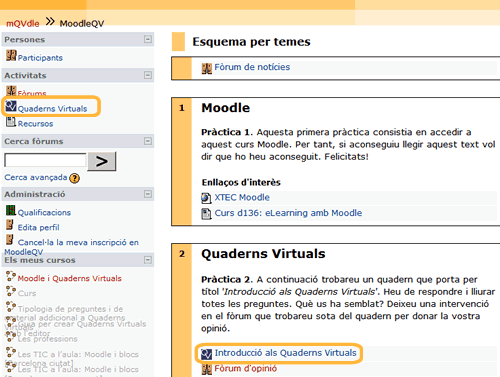 mQVdle >> MoodleQV
Persones
Participants
Activitats
Fòrums
Quaderns Virtuals
Recursos
Cerca fòrums
>
Cerca avançada ?
Administració
Qualificacions
Edita perfil
Cancel·la la meva inscripció en
MoodleQV
Els meus cursos
Moodle i Quaderns Virtuals
Curs
Tipologia de preguntes i de
material addicional a Quaderns
Virtuals
Guia per crear Quaderns Virtuals
amb l'editor
Les professions
Les TIC a l'aula: Moodle i blocs
[Barcelona ciutat]
Les TIC a l'aula: Moodle i blocs
Esquema per temes
Fòrum de notícies
1
Moodle
Pràctica 1. Aquesta primera pràctica consistia en accedir a
aquest curs Moodle. Per tant, si aconseguiu llegir aquest text vol
dir que ho heu aconseguit. Felicitats!
Enllaços d'interès
XTEC Moodle
Curs d136: eLearning amb Moodle
2
Quaderns Virtuals
Pràctica 2. A continuació trobareu un quadern que porta per
títol 'Introducció als Quaderns Virtuals'. Heu de respondre i lliurar
totes les preguntes. Què us ha semblat? Deixeu una intervenció
en el fòrum que trobareu sota del quadern per donar la vostra
opinió.
Introducció als Quaderns Virtuals
Fòrum d'opinió